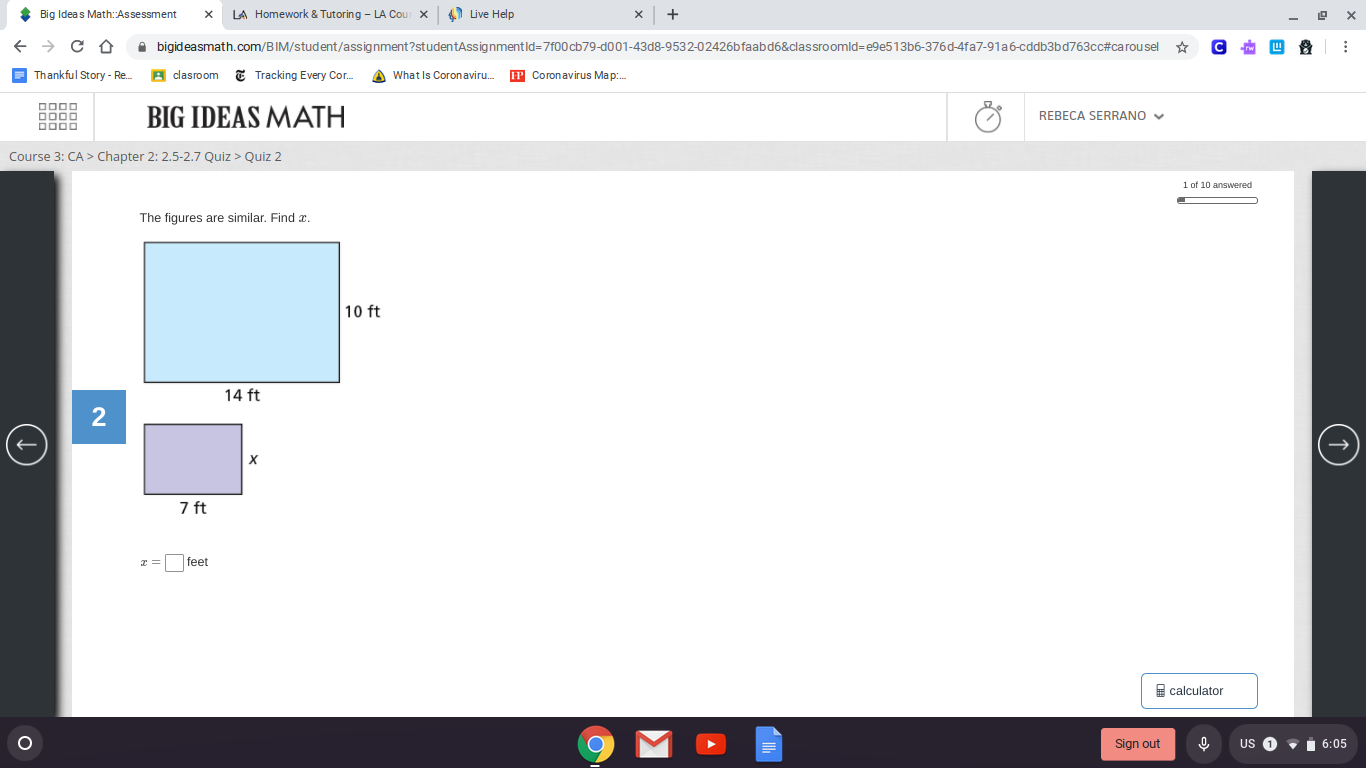 Big Ideas Math::Assessment
Homework & Tutoring – LA Cou
Live Help
bigideasmath.com/BIM/student/assignment?studentAssignmentId=7f00cb79-d001-43d8-9532-02426bfaabd6&classroomId=e9e513b6-376d-4fa7-91a6-cddb3bd763cc#carousel
Thankful Story - Re...
clasroom
Tracking Every Cor...
What Is Coronaviru...
Coronavirus Map:...
BIG IDEAS MATH
REBECA SERRANO
Course 3: CA > Chapter 2: 2.5-2.7 Quiz > Quiz 2
1 of 10 answered
The figures are similar. Find x.
10 ft
14 ft
2
x
7 ft
x = feet
calculator
Sign out
US 1 6:05